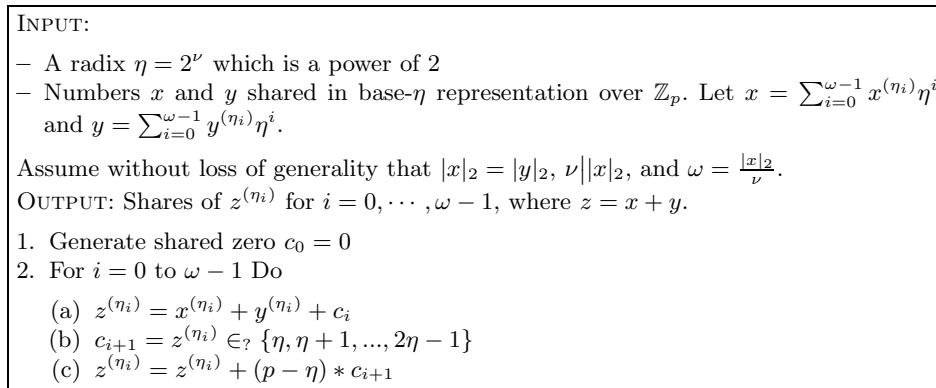 INPUT:
– A radix η = 2^ν which is a power of 2
– Numbers x and y shared in base-η representation over ℤ_p. Let x = ∑_{i=0}^{ω−1} x^{(η_i)} η^i
and y = ∑_{i=0}^{ω−1} y^{(η_i)} η^i.
Assume without loss of generality that |x|_2 = |y|_2, ν||x|_2, and ω = \frac{|x|_2}{ν}.
OUTPUT: Shares of z^{(η_i)} for i = 0, ⋯ , ω − 1, where z = x + y.
1. Generate shared zero c_0 = 0
2. For i = 0 to ω − 1 Do
(a) z^{(η_i)} = x^{(η_i)} + y^{(η_i)} + c_i
(b) c_{i+1} = z^{(η_i)} ∈_? {η, η + 1, ..., 2η − 1}
(c) z^{(η_i)} = z^{(η_i)} + (p − η) ∗ c_{i+1}